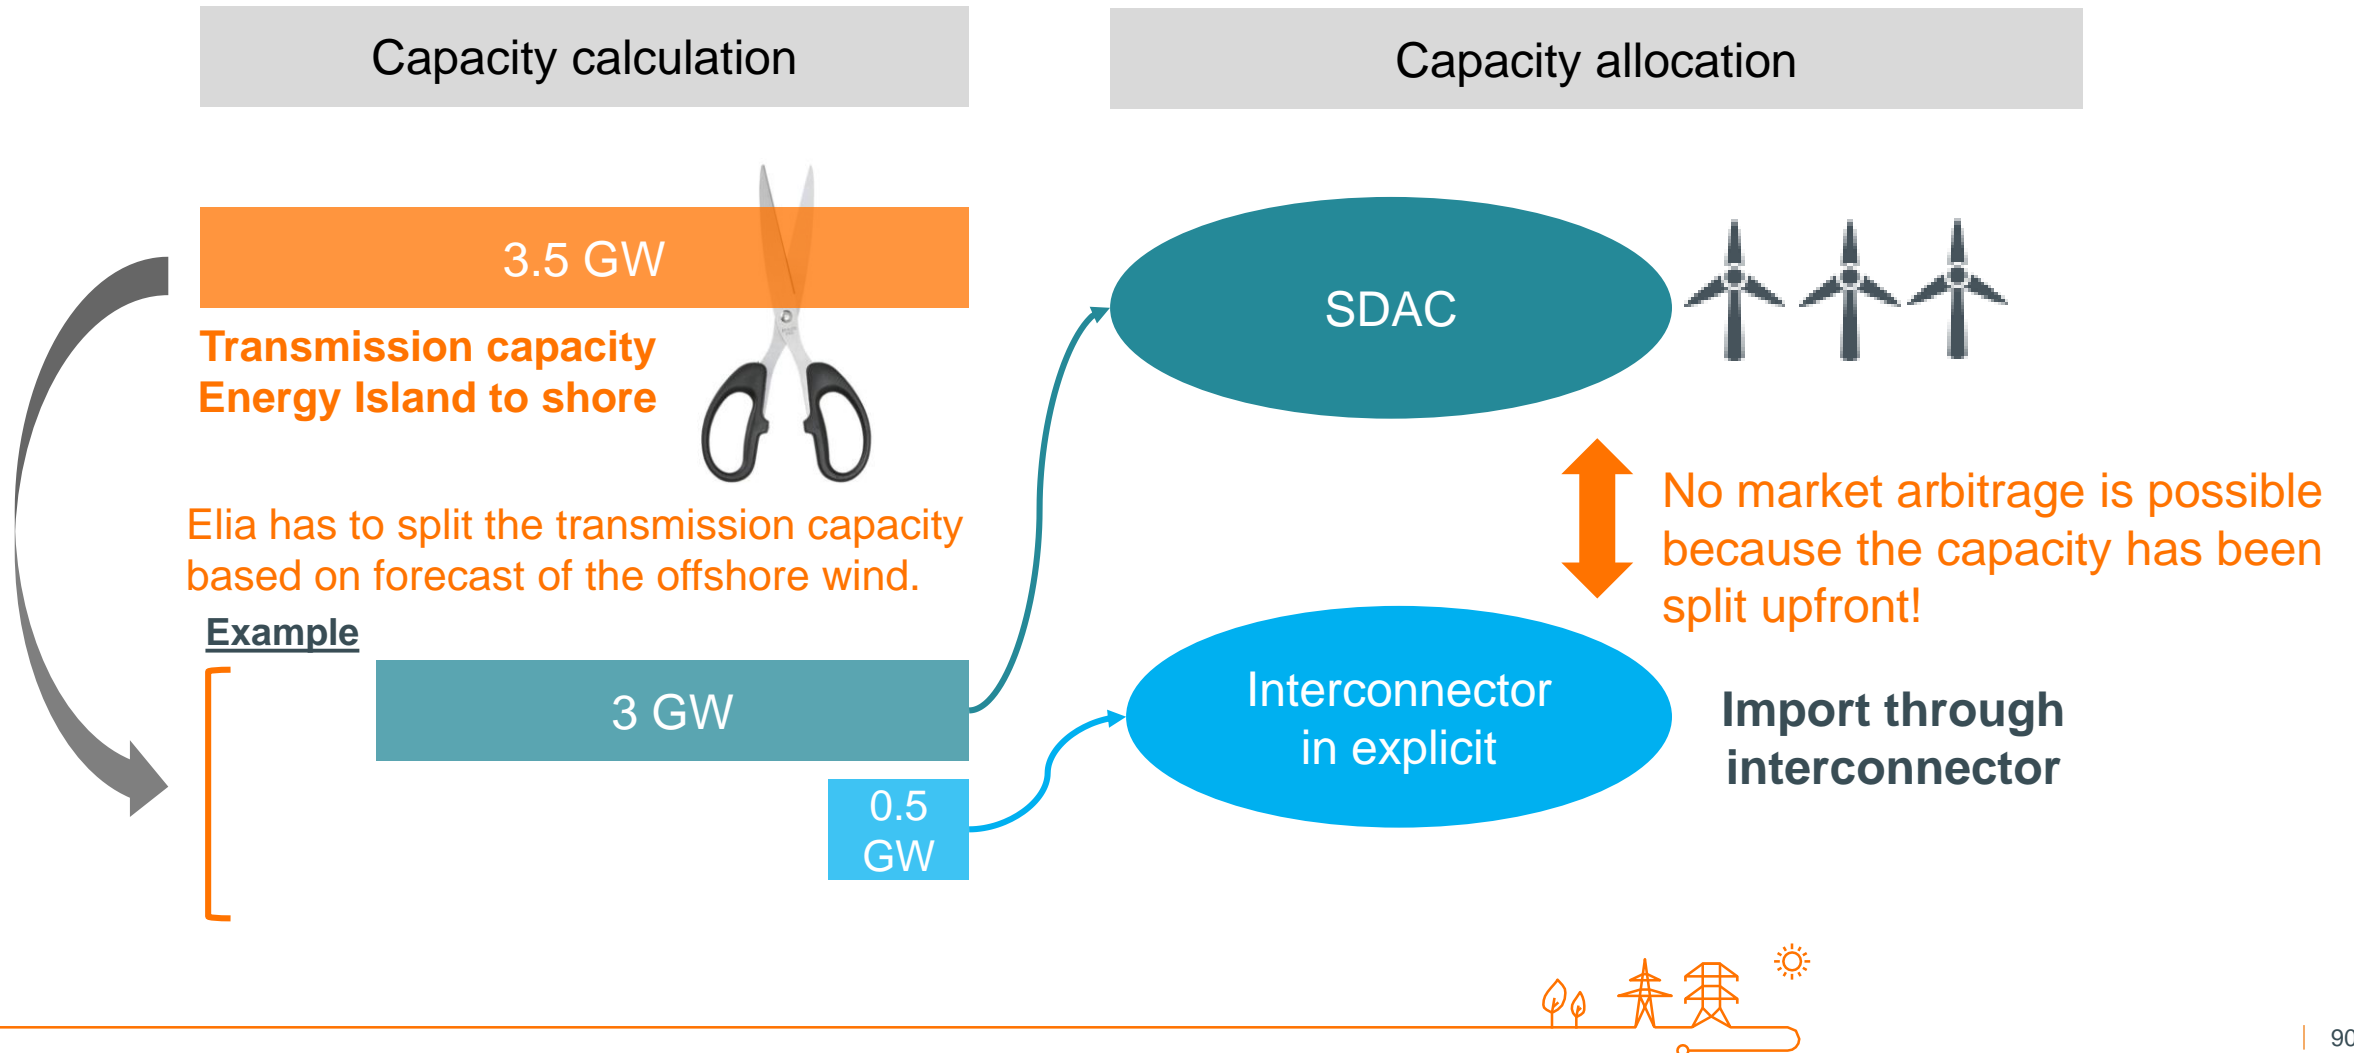 Capacity calculation
Capacity allocation
3.5 GW
Transmission capacity
Energy Island to shore
Elia has to split the transmission capacity
based on forecast of the offshore wind.
Example
3 GW
0.5
GW
SDAC
No market arbitrage is possible
because the capacity has been
split upfront!
Interconnector
in explicit
Import through
interconnector
90